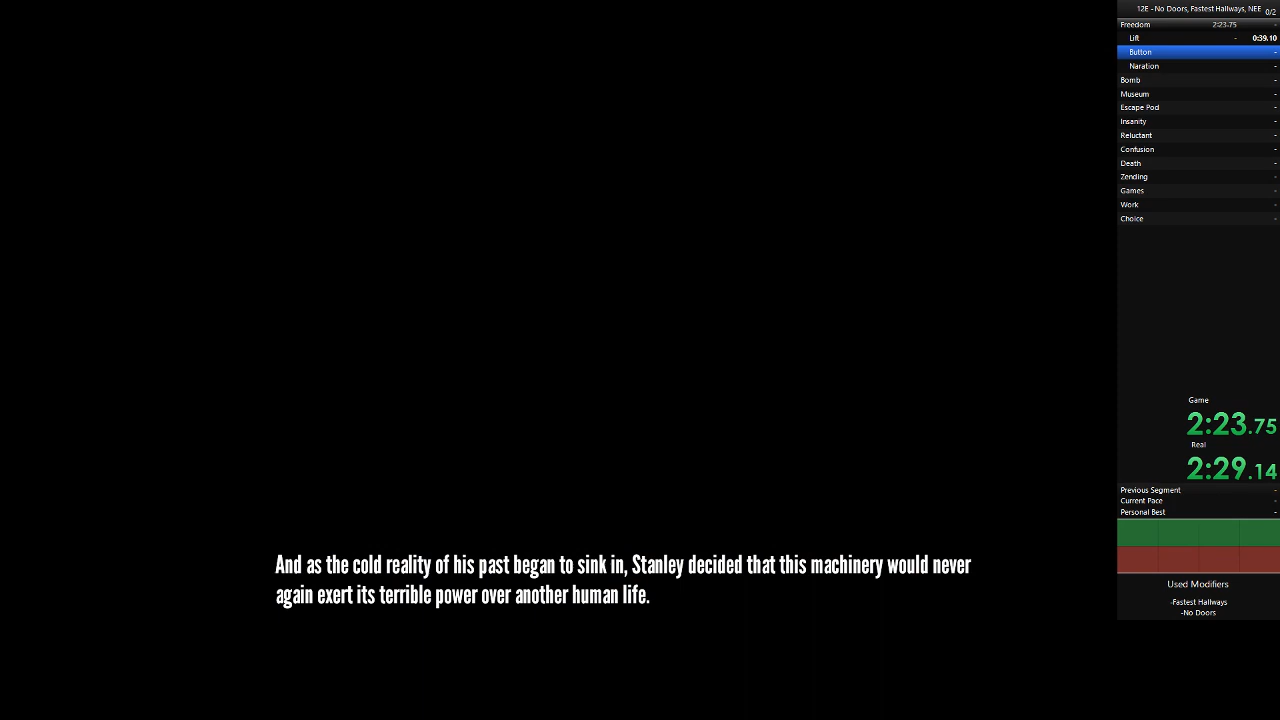 12E - No Doors, Fastest Hallways, NEE 0/2
Freedom 2:23.75 -
Lift - 0:39.10
Button -
Naration -
Bomb -
Museum -
Escape Pod -
Insanity -
Reluctant -
Confusion -
Death -
Zending -
Games -
Work -
Choice -
Game
2:23.75
Real
2:29.14
Previous Segment -
Current Pace -
Personal Best -
Used Modifiers
-Fastest Hallways
-No Doors
And as the cold reality of his past began to sink in, Stanley decided that this machinery would never
again exert its terrible power over another human life.